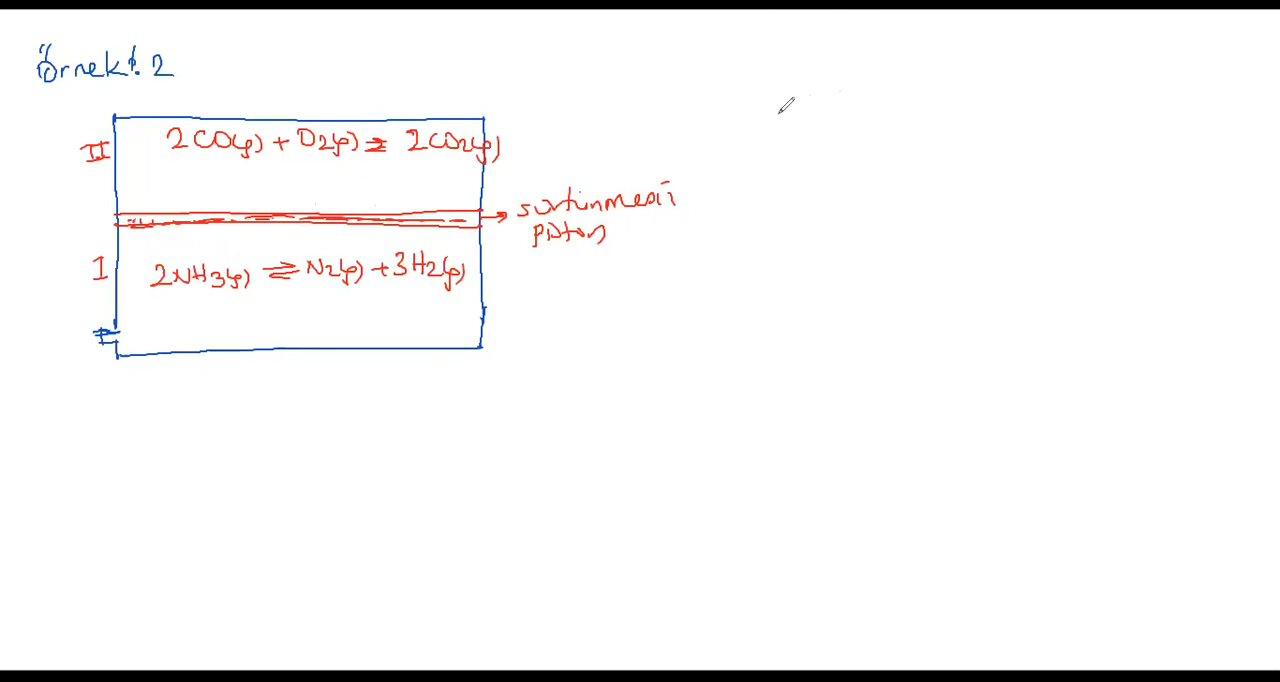 Örnek: 2
II 2CO(g) + O2(g) ⇌ 2CO2(g)
sürtünmesiz
piston
I 2NH3(g) ⇌ N2(g) + 3H2(g)